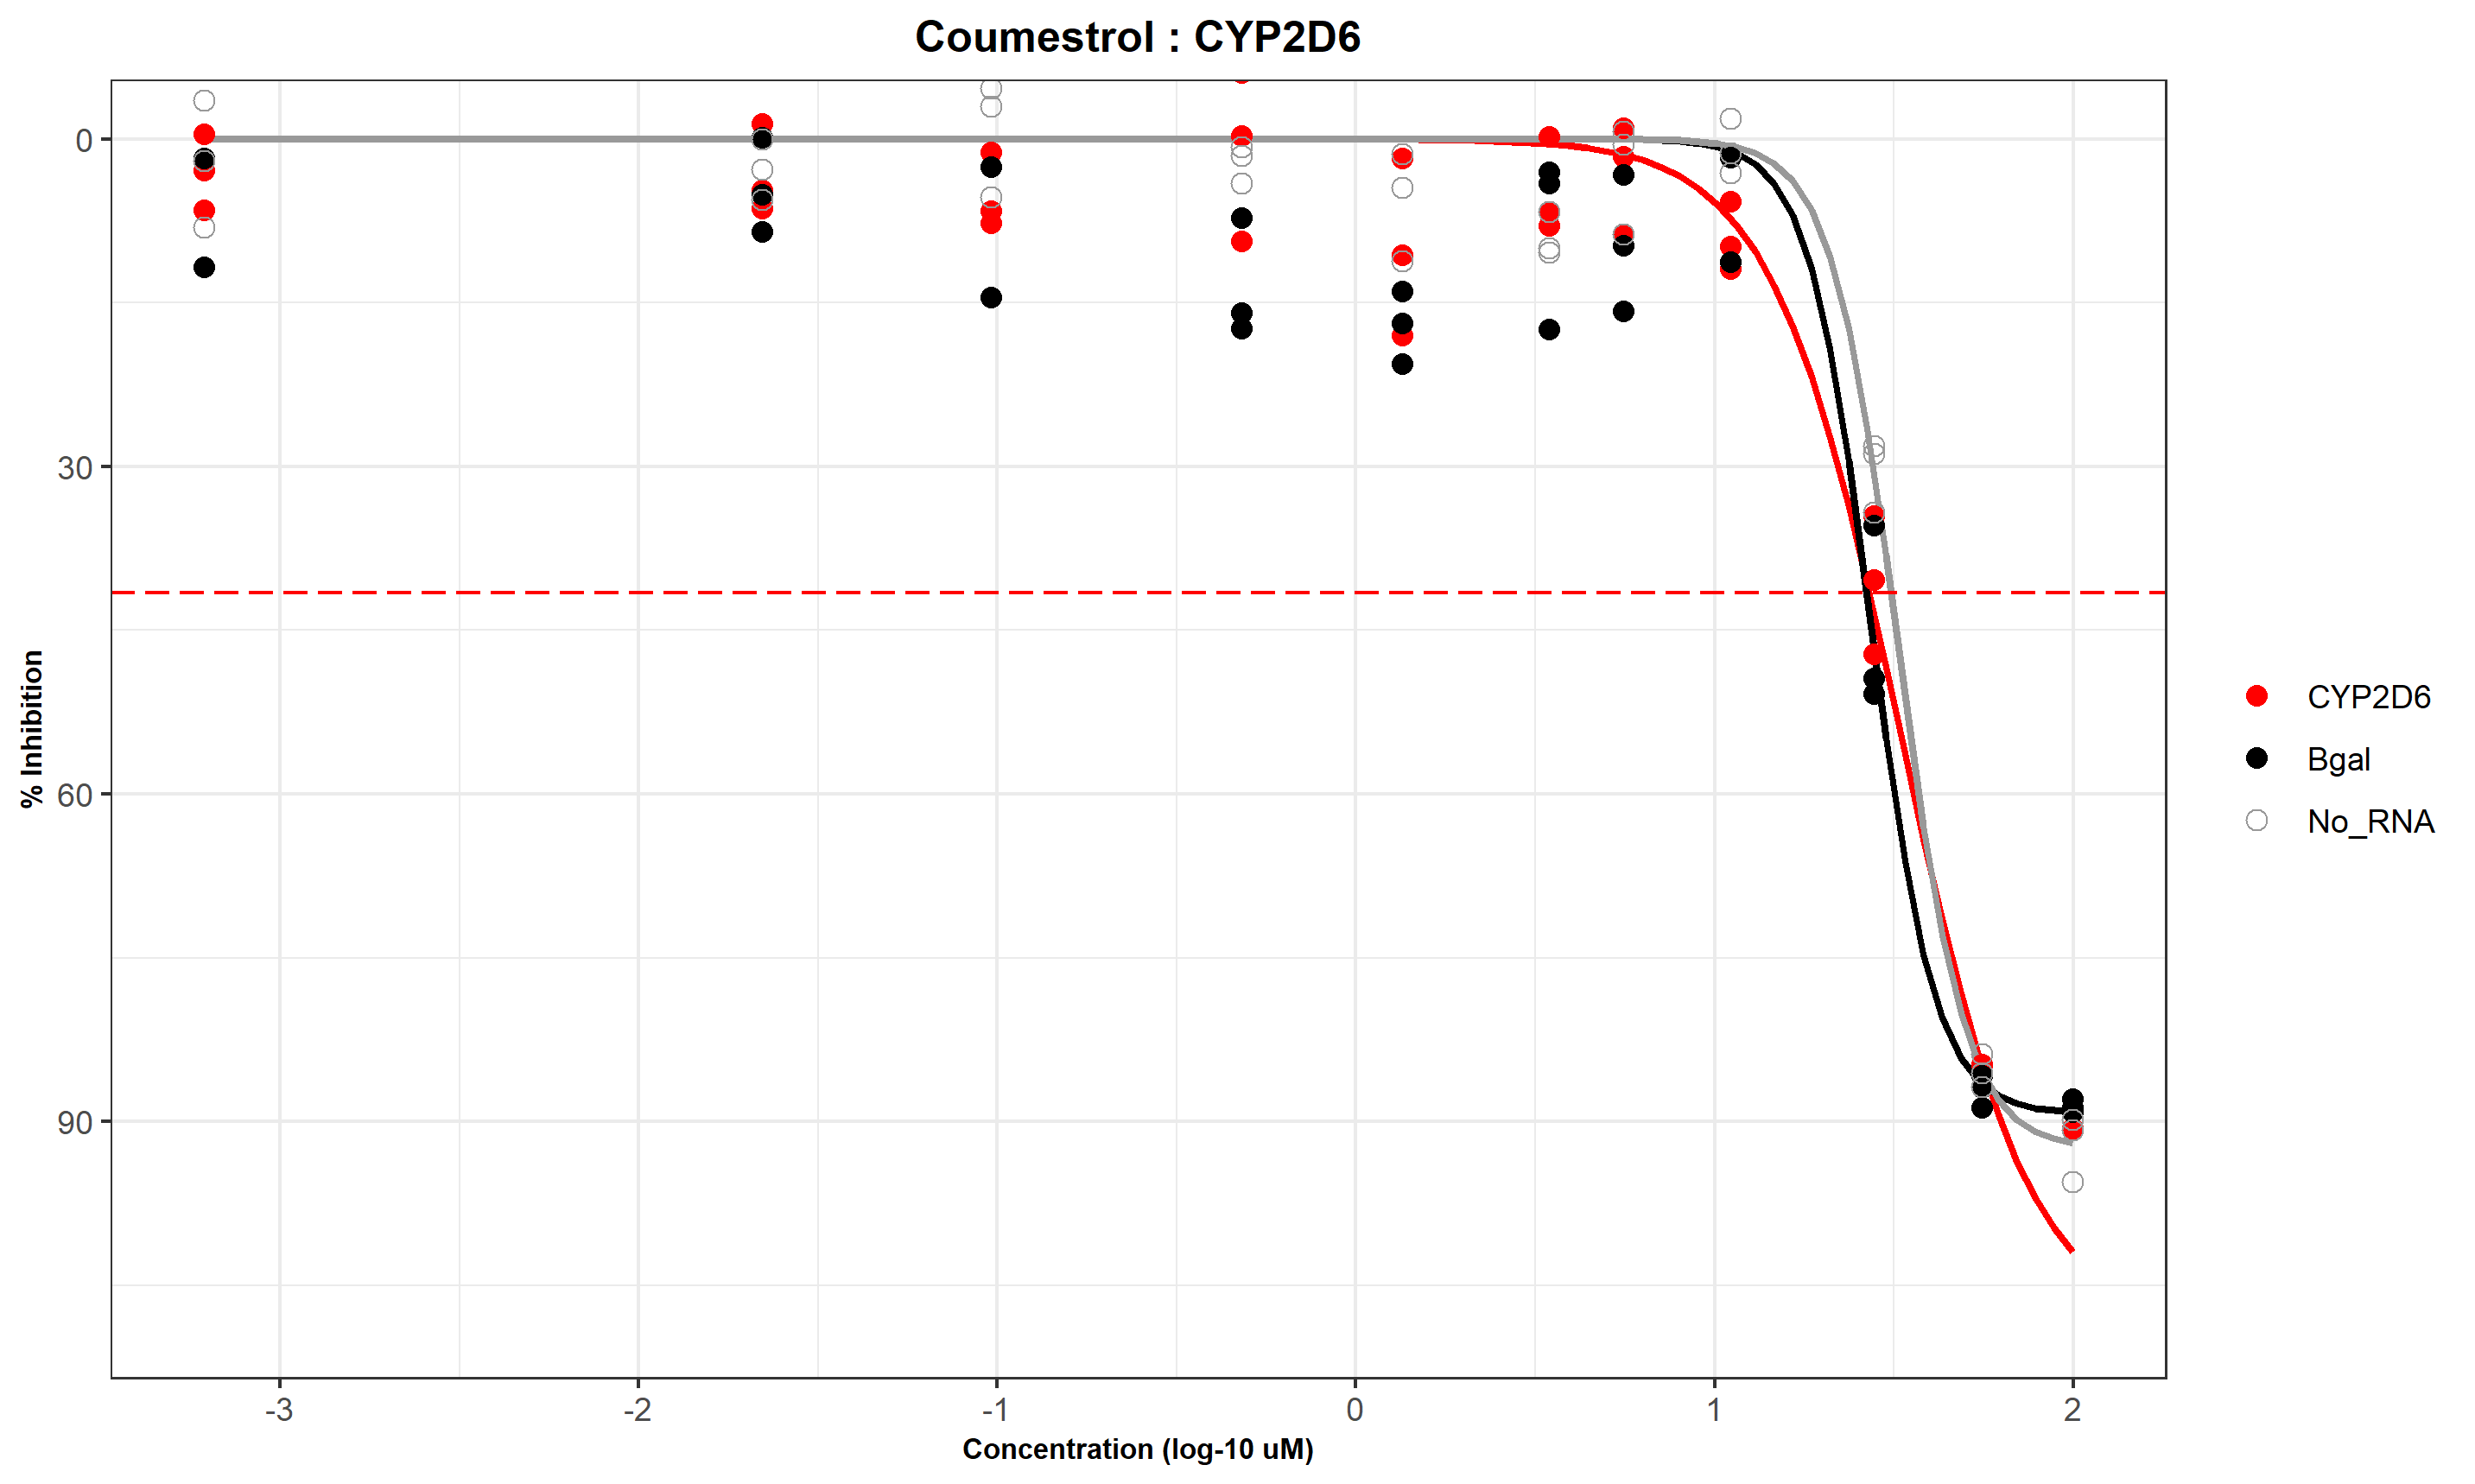 Coumestrol : CYP2D6
% Inhibition
0
30
60
90
-3
-2
-1
0
1
2
Concentration (log-10 uM)
CYP2D6
Bgal
No_RNA